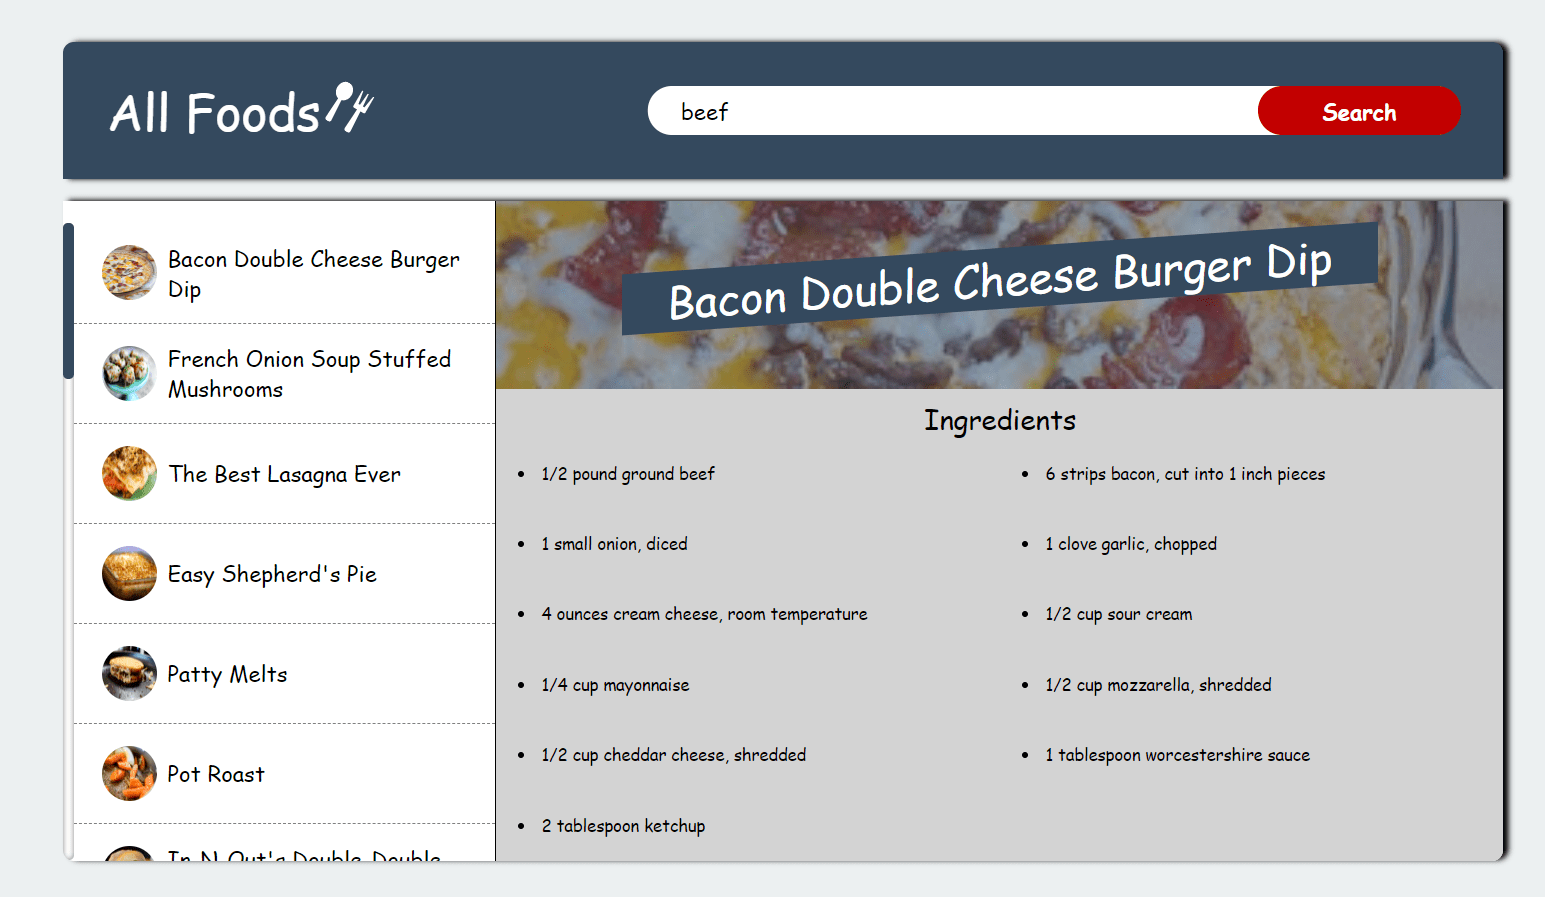 All Foods
beef
Search
Bacon Double Cheese Burger
Dip
French Onion Soup Stuffed
Mushrooms
The Best Lasagna Ever
Easy Shepherd's Pie
Patty Melts
Pot Roast
In-N-Out's Double-Double
Bacon Double Cheese Burger Dip
Ingredients
1/2 pound ground beef
6 strips bacon, cut into 1 inch pieces
1 small onion, diced
1 clove garlic, chopped
4 ounces cream cheese, room temperature
1/2 cup sour cream
1/4 cup mayonnaise
1/2 cup mozzarella, shredded
1/2 cup cheddar cheese, shredded
1 tablespoon worcestershire sauce
2 tablespoon ketchup